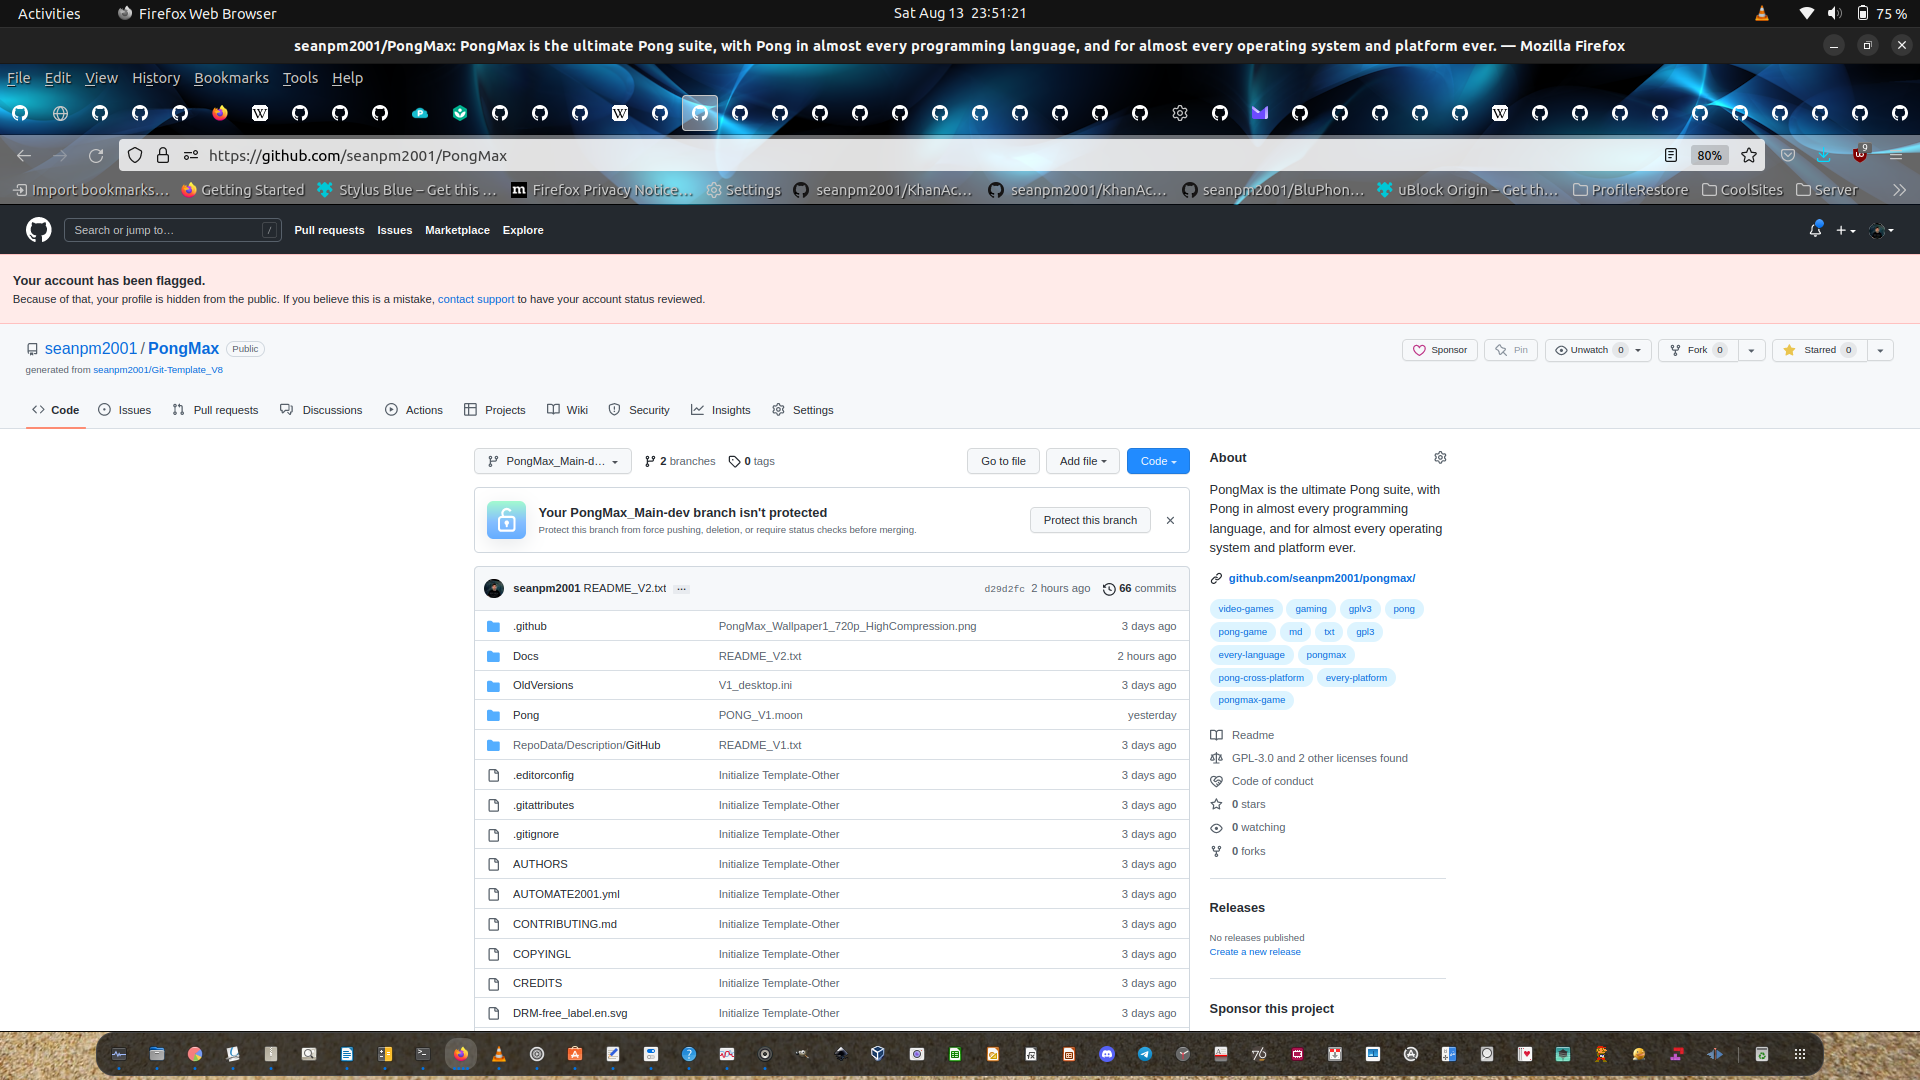 Activities
Firefox Web Browser
Sat Aug 13 23:51:21
75 %
seanpm2001/PongMax: PongMax is the ultimate Pong suite, with Pong in almost every programming language, and for almost every operating system and platform ever. — Mozilla Firefox
File Edit View History Bookmarks Tools Help
https://github.com/seanpm2001/PongMax
80%
9
Import bookmarks… Getting Started Stylus Blue – Get this … Firefox Privacy Notice… Settings seanpm2001/KhanAc… seanpm2001/KhanAc… seanpm2001/BluPhon… uBlock Origin – Get th… ProfileRestore CoolSites Server
Search or jump to… /
Pull requests Issues Marketplace Explore
Your account has been flagged.
Because of that, your profile is hidden from the public. If you believe this is a mistake, contact support to have your account status reviewed.
seanpm2001 / PongMax Public
generated from seanpm2001/Git-Template_V8
Sponsor Pin Unwatch 0 Fork 0 Starred 0
Code Issues Pull requests Discussions Actions Projects Wiki Security Insights Settings
PongMax_Main-d… 2 branches 0 tags
Go to file Add file Code
Your PongMax_Main-dev branch isn't protected
Protect this branch from force pushing, deletion, or require status checks before merging.
Protect this branch
seanpm2001 README_V2.txt … d29d2fc 2 hours ago 66 commits
.github PongMax_Wallpaper1_720p_HighCompression.png 3 days ago
Docs README_V2.txt 2 hours ago
OldVersions V1_desktop.ini 3 days ago
Pong PONG_V1.moon yesterday
RepoData/Description/GitHub README_V1.txt 3 days ago
.editorconfig Initialize Template-Other 3 days ago
.gitattributes Initialize Template-Other 3 days ago
.gitignore Initialize Template-Other 3 days ago
AUTHORS Initialize Template-Other 3 days ago
AUTOMATE2001.yml Initialize Template-Other 3 days ago
CONTRIBUTING.md Initialize Template-Other 3 days ago
COPYINGL Initialize Template-Other 3 days ago
CREDITS Initialize Template-Other 3 days ago
DRM-free_label.en.svg Initialize Template-Other 3 days ago
About
PongMax is the ultimate Pong suite, with
Pong in almost every programming
language, and for almost every operating
system and platform ever.
github.com/seanpm2001/pongmax/
video-games gaming gplv3 pong
pong-game md txt gpl3
every-language pongmax
pong-cross-platform every-platform
pongmax-game
Readme
GPL-3.0 and 2 other licenses found
Code of conduct
0 stars
0 watching
0 forks
Releases
No releases published
Create a new release
Sponsor this project